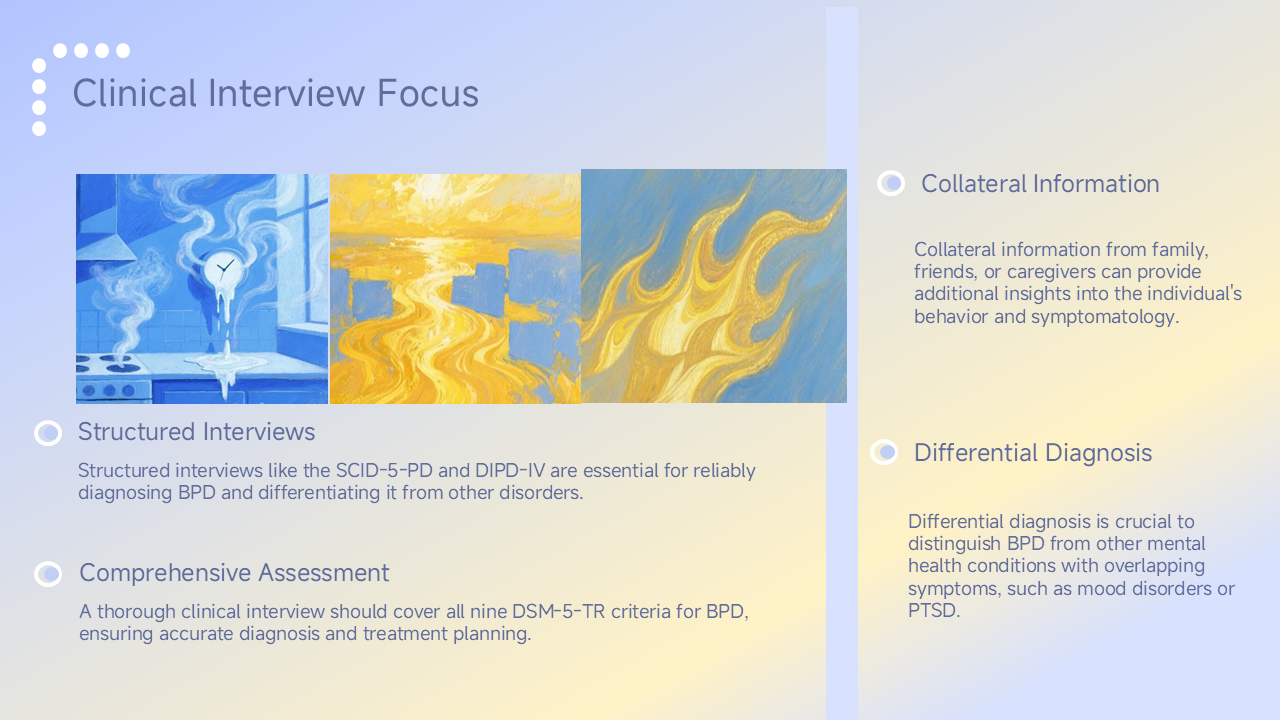 Clinical Interview Focus
Structured Interviews
Structured interviews like the SCID-5-PD and DIPD-IV are essential for reliably
diagnosing BPD and differentiating it from other disorders.
Comprehensive Assessment
A thorough clinical interview should cover all nine DSM-5-TR criteria for BPD,
ensuring accurate diagnosis and treatment planning.
Collateral Information
Collateral information from family,
friends, or caregivers can provide
additional insights into the individual's
behavior and symptomatology.
Differential Diagnosis
Differential diagnosis is crucial to
distinguish BPD from other mental
health conditions with overlapping
symptoms, such as mood disorders or
PTSD.